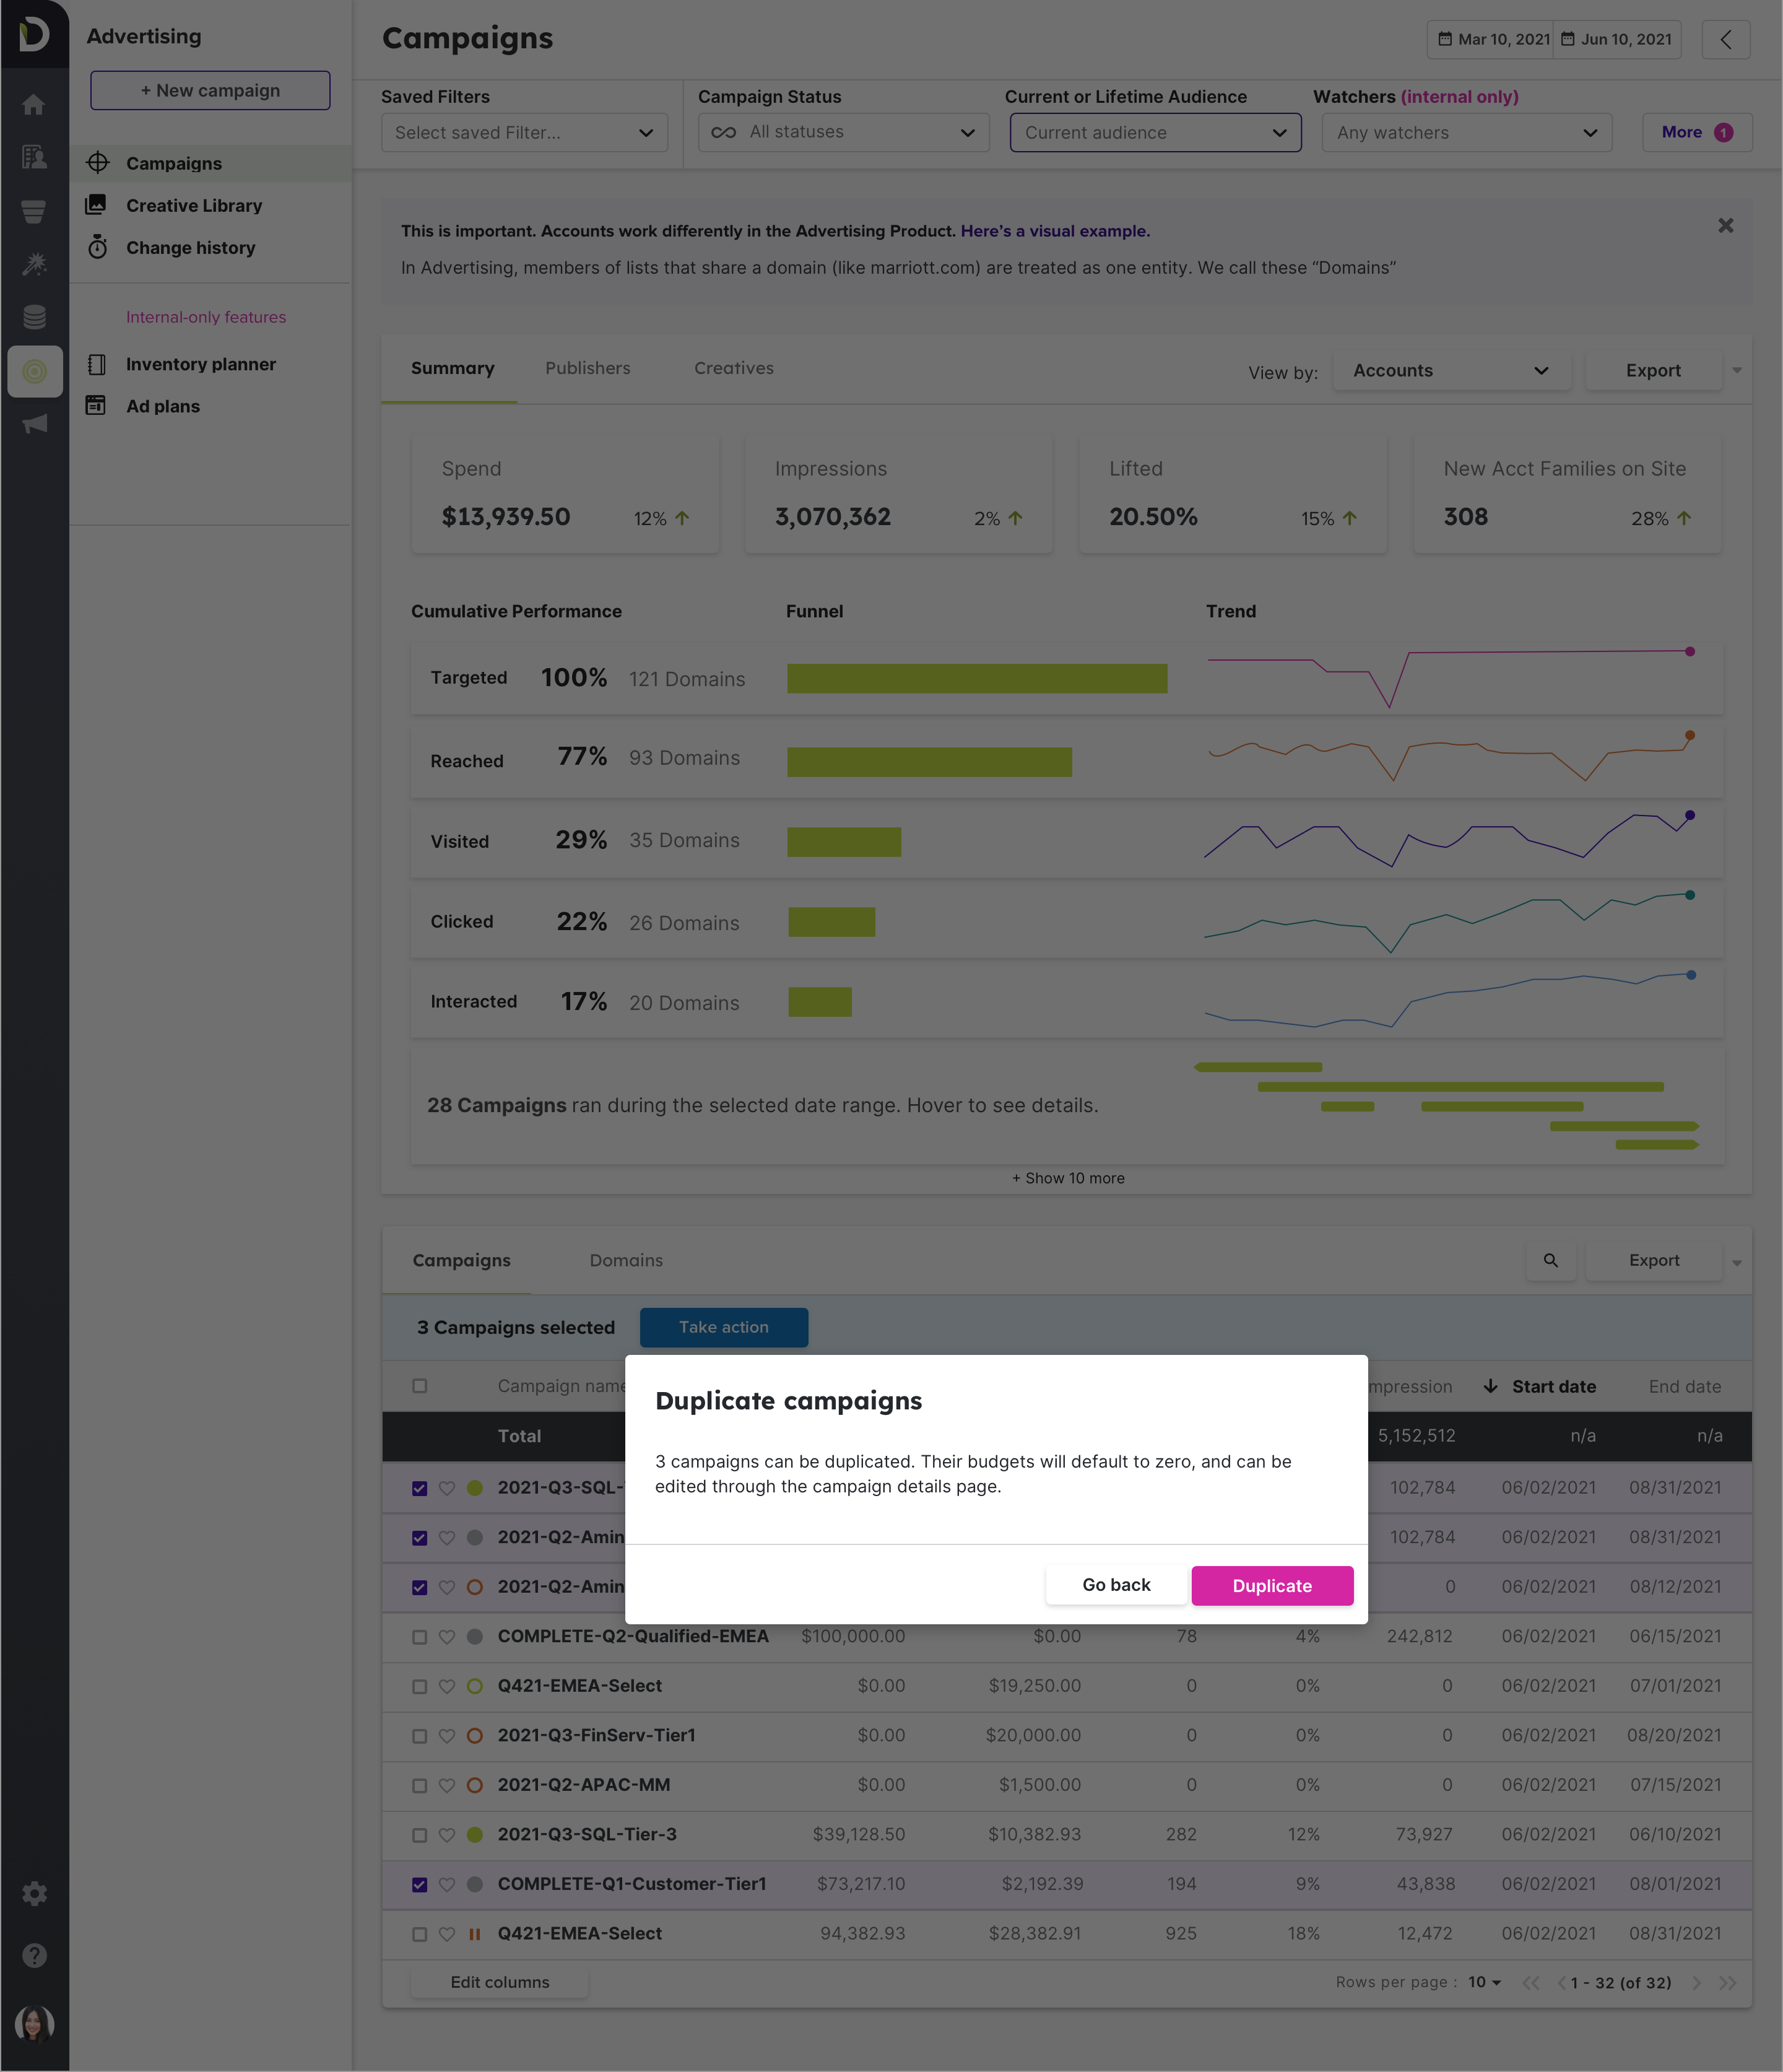 Advertising
+ New campaign
Campaigns
Creative Library
Change history
Internal-only features
Inventory planner
Ad plans
Campaigns
Mar 10, 2021
Jun 10, 2021
Saved Filters
Select saved Filter...
Campaign Status
All statuses
Current or Lifetime Audience
Current audience
Watchers (internal only)
Any watchers
More 1
This is important. Accounts work differently in the Advertising Product. Here's a visual example.
In Advertising, members of lists that share a domain (like marriott.com) are treated as one entity. We call these “Domains”
Summary
Publishers
Creatives
View by:
Accounts
Export
Spend
$13,939.50
12%
Impressions
3,070,362
2%
Lifted
20.50%
15%
New Acct Families on Site
308
28%
Cumulative Performance
Funnel
Trend
Targeted 100% 121 Domains
Reached 77% 93 Domains
Visited 29% 35 Domains
Clicked 22% 26 Domains
Interacted 17% 20 Domains
28 Campaigns ran during the selected date range. Hover to see details.
+ Show 10 more
Campaigns
Domains
Export
3 Campaigns selected
Take action
Campaign name
mpression
Start date
End date
Total 5,152,512 n/a n/a
2021-Q3-SQL- 102,784 06/02/2021 08/31/2021
2021-Q2-Amin 102,784 06/02/2021 08/31/2021
2021-Q2-Amin 0 06/02/2021 08/12/2021
Duplicate campaigns
3 campaigns can be duplicated. Their budgets will default to zero, and can be
edited through the campaign details page.
Go back
Duplicate
COMPLETE-Q2-Qualified-EMEA $100,000.00 $0.00 78 4% 242,812 06/02/2021 06/15/2021
Q421-EMEA-Select $0.00 $19,250.00 0 0% 0 06/02/2021 07/01/2021
2021-Q3-FinServ-Tier1 $0.00 $20,000.00 0 0% 0 06/02/2021 08/20/2021
2021-Q2-APAC-MM $0.00 $1,500.00 0 0% 0 06/02/2021 07/15/2021
2021-Q3-SQL-Tier-3 $39,128.50 $10,382.93 282 12% 73,927 06/02/2021 06/10/2021
COMPLETE-Q1-Customer-Tier1 $73,217.10 $2,192.39 194 9% 43,838 06/02/2021 08/01/2021
Q421-EMEA-Select 94,382.93 $28,382.91 925 18% 12,472 06/02/2021 08/31/2021
Edit columns
Rows per page : 10
1 - 32 (of 32)